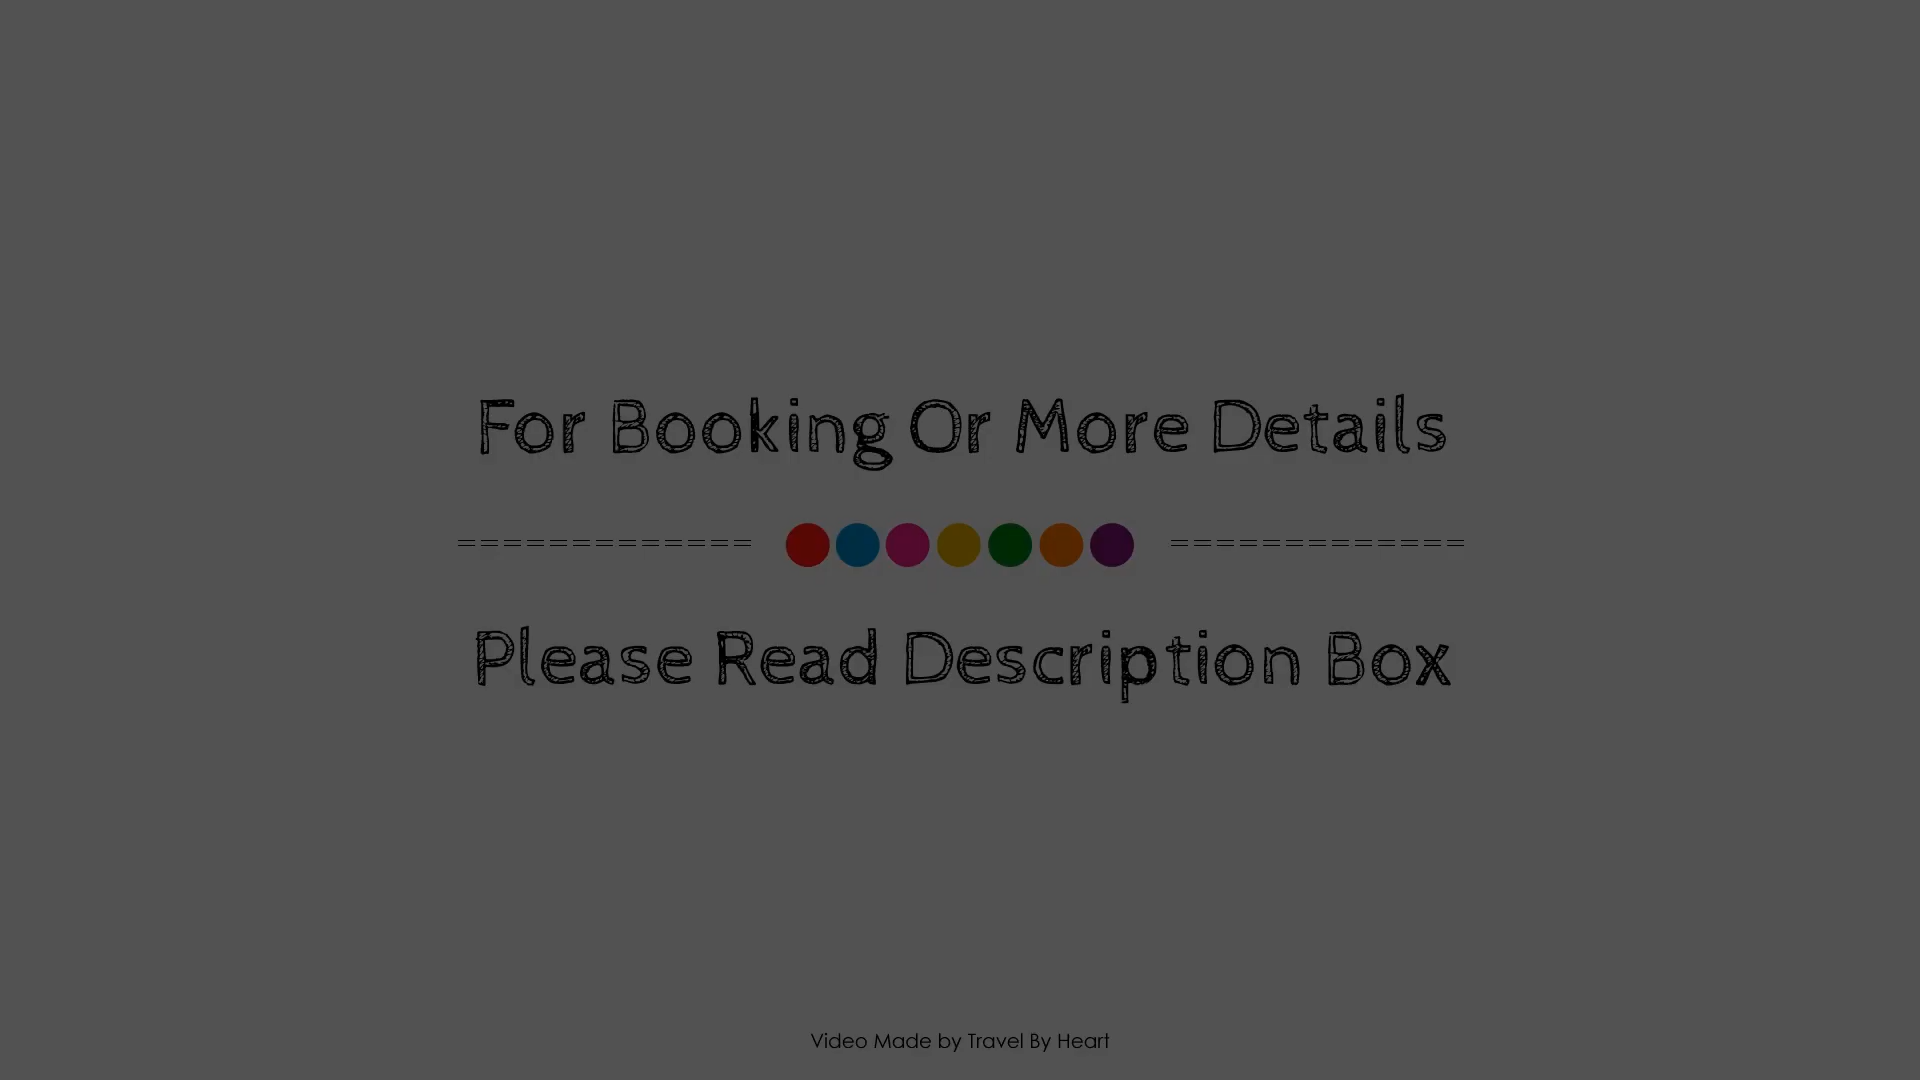 For Booking Or More Details
============= =============
Please Read Description Box
Video Made by Travel By Heart